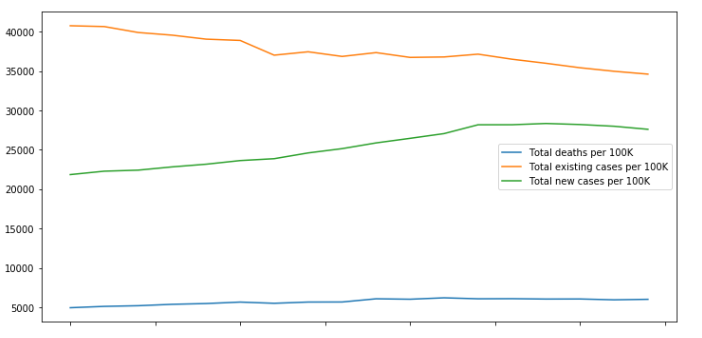 40000
35000
30000
25000
20000
15000
10000
5000
Total deaths per 100K
Total existing cases per 100K
Total new cases per 100K